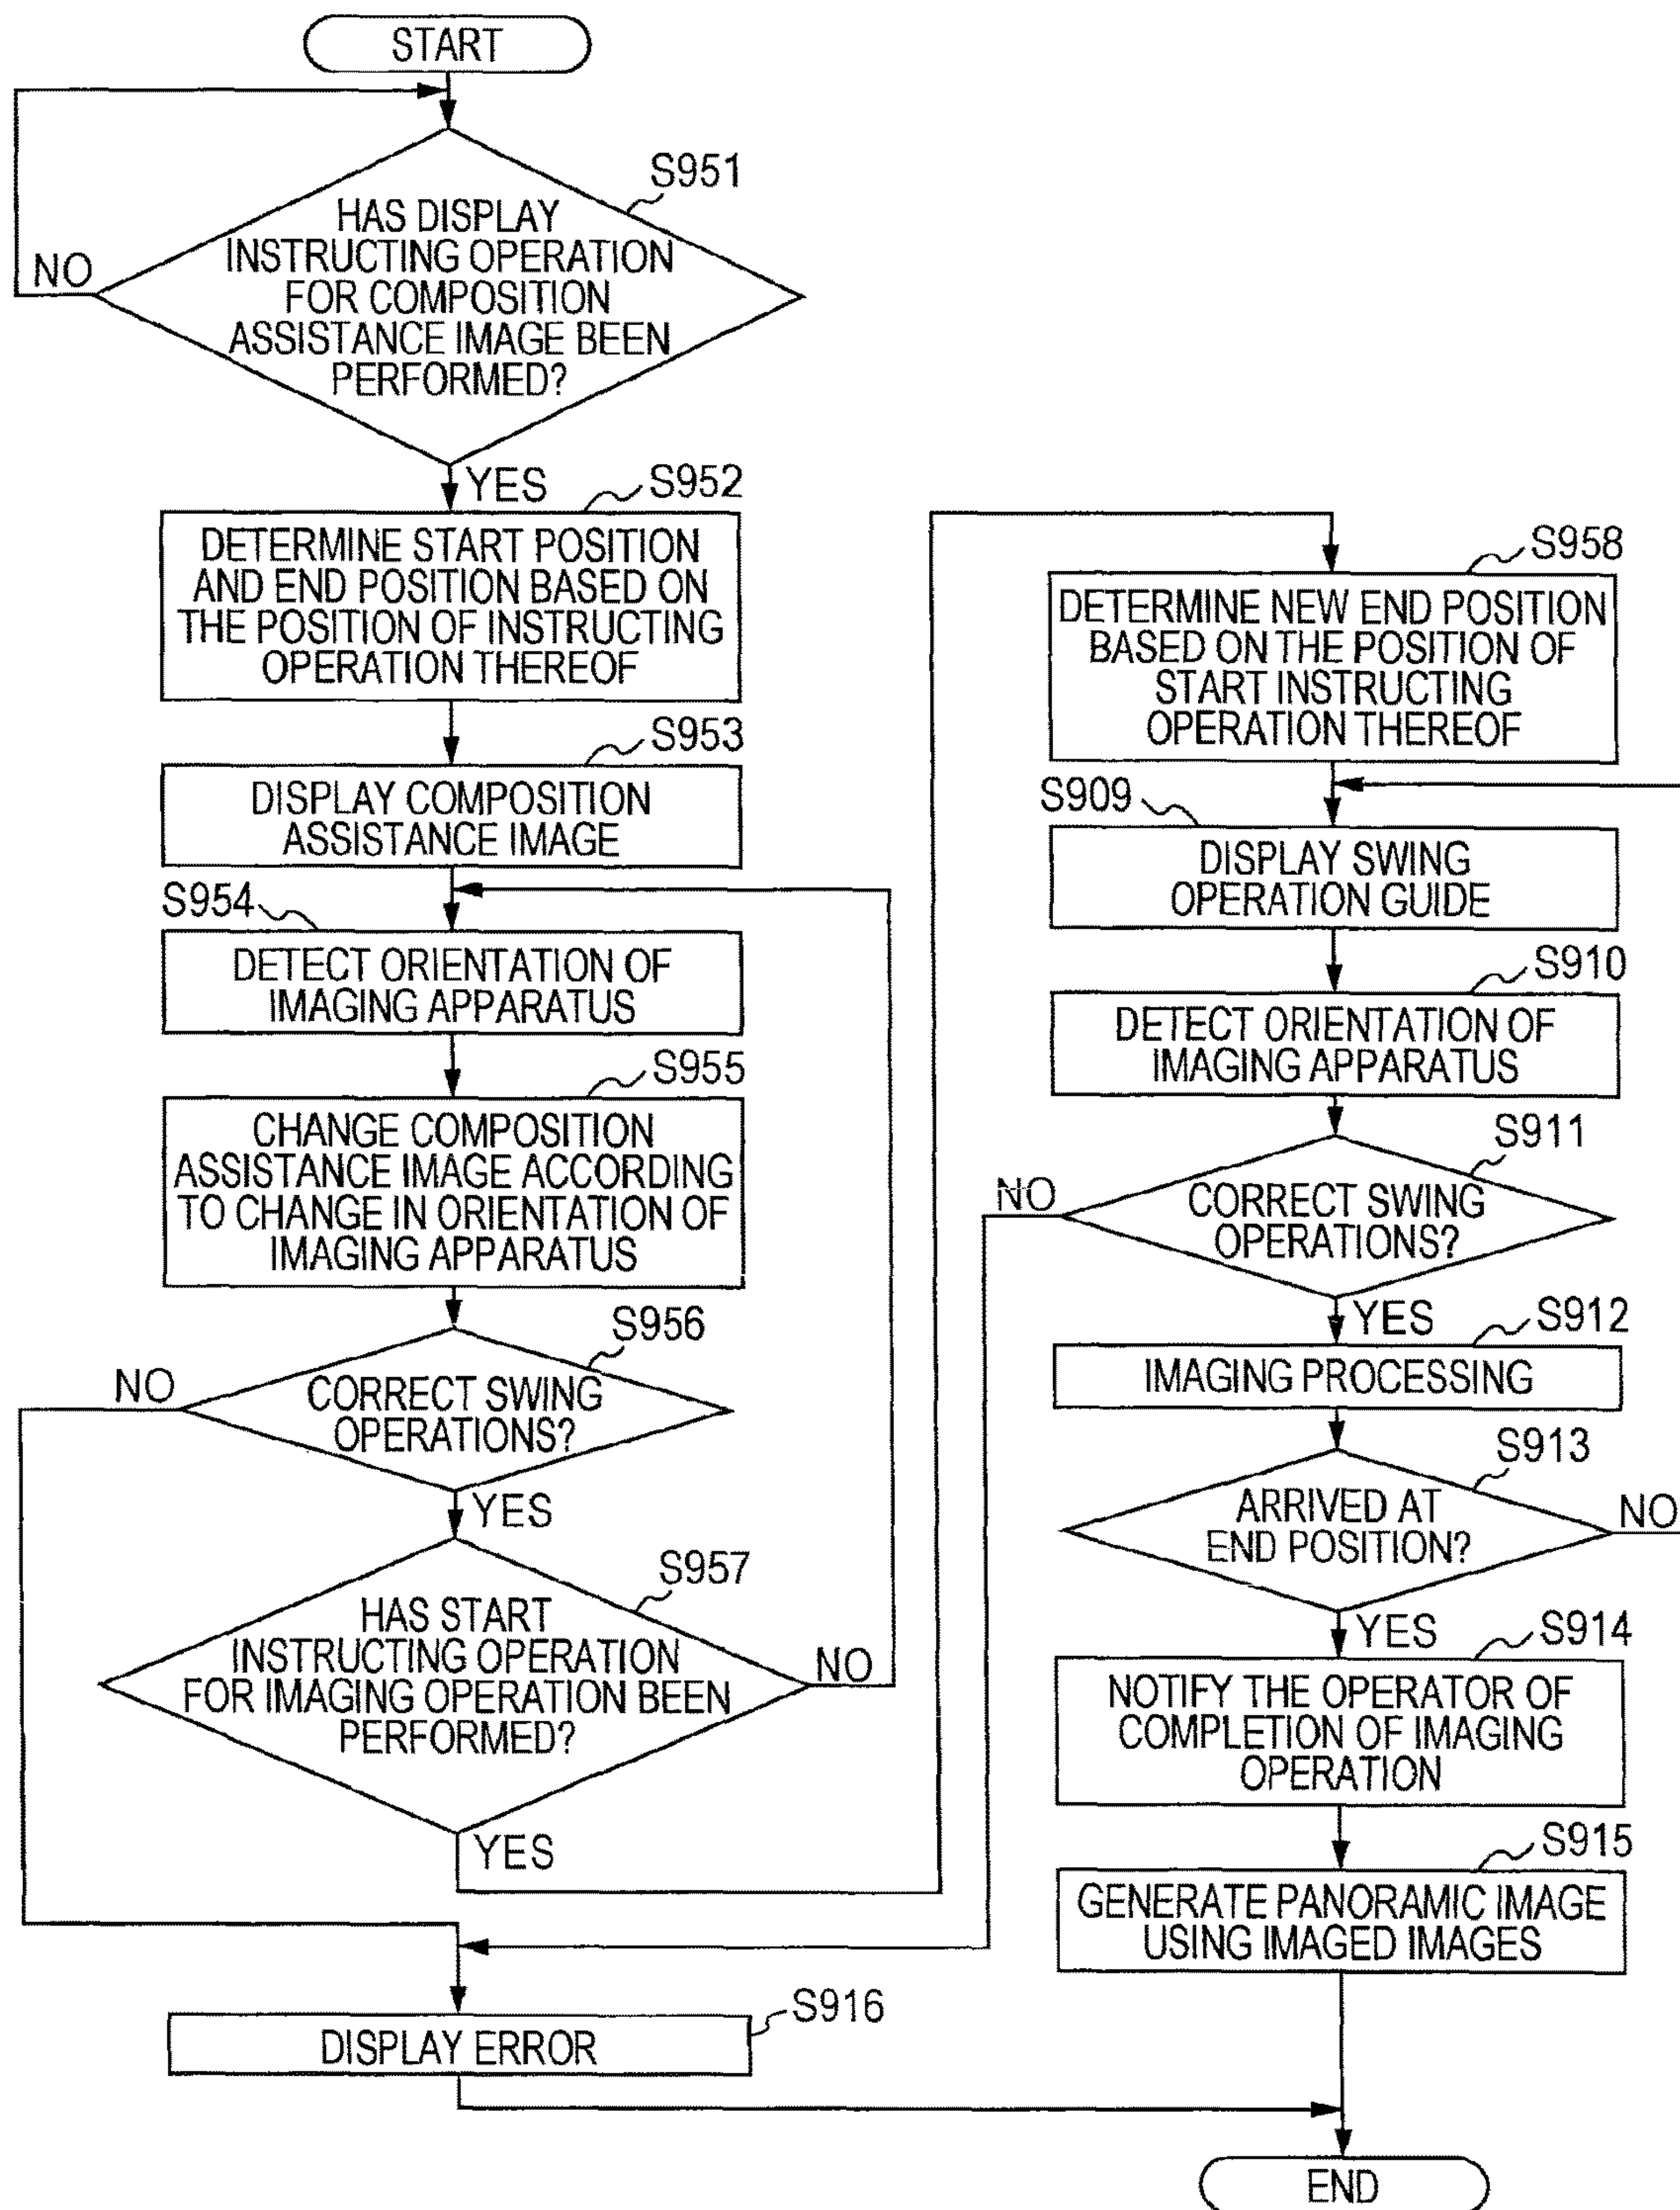 START
S951
HAS DISPLAY
INSTRUCTING OPERATION
FOR COMPOSITION
ASSISTANCE IMAGE BEEN
PERFORMED?
NO
YES
S952
DETERMINE START POSITION
AND END POSITION BASED ON
THE POSITION OF INSTRUCTING
OPERATION THEREOF
S953
DISPLAY COMPOSITION
ASSISTANCE IMAGE
S954
DETECT ORIENTATION OF
IMAGING APPARATUS
S955
CHANGE COMPOSITION
ASSISTANCE IMAGE ACCORDING
TO CHANGE IN ORIENTATION OF
IMAGING APPARATUS
S956
NO
CORRECT SWING
OPERATIONS?
YES
S957
HAS START
INSTRUCTING OPERATION
FOR IMAGING OPERATION BEEN
PERFORMED?
NO
YES
S916
DISPLAY ERROR
S958
DETERMINE NEW END POSITION
BASED ON THE POSITION OF
START INSTRUCTING
OPERATION THEREOF
S909
DISPLAY SWING
OPERATION GUIDE
S910
DETECT ORIENTATION OF
IMAGING APPARATUS
S911
NO
CORRECT SWING
OPERATIONS?
YES
S912
IMAGING PROCESSING
S913
ARRIVED AT
END POSITION?
NO
YES
S914
NOTIFY THE OPERATOR OF
COMPLETION OF IMAGING
OPERATION
S915
GENERATE PANORAMIC IMAGE
USING IMAGED IMAGES
END